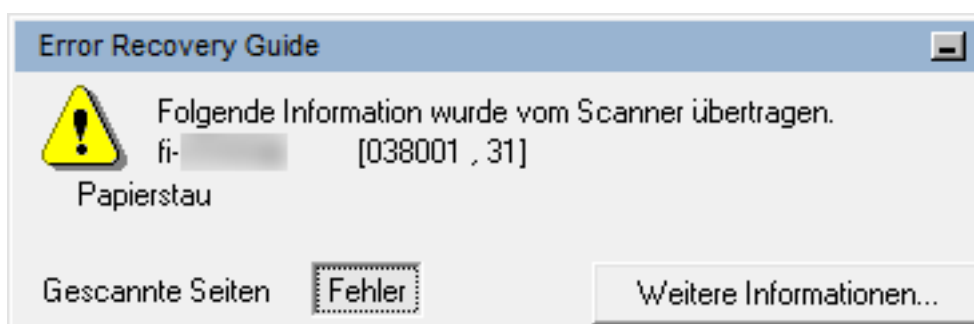 Error Recovery Guide
Folgende Information wurde vom Scanner übertragen.
fi- [038001 , 31]
Papierstau
Gescannte Seiten Fehler Weitere Informationen...